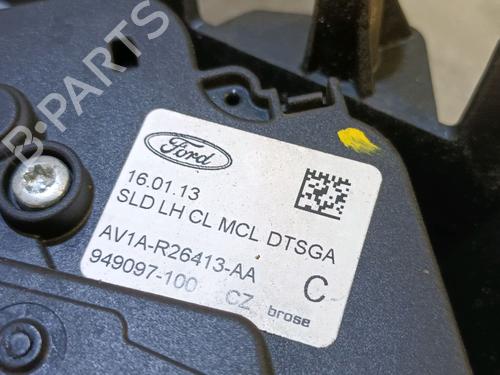 B-PARTS
Ford
16.01.13
SLD LH CL MCL DTSGA
AV1A-R26413-AA C
949097-100 CZ brose